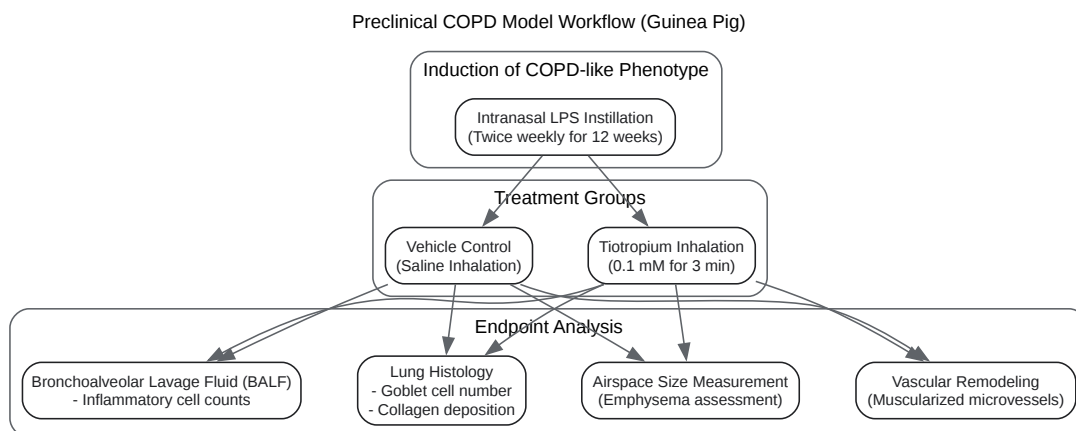 Preclinical COPD Model Workflow (Guinea Pig)
Induction of COPD-like Phenotype
Intranasal LPS Instillation
(Twice weekly for 12 weeks)
Treatment Groups
Vehicle Control
(Saline Inhalation)
Tiotropium Inhalation
(0.1 mM for 3 min)
Endpoint Analysis
Bronchoalveolar Lavage Fluid (BALF)
- Inflammatory cell counts
Lung Histology
- Goblet cell number
- Collagen deposition
Airspace Size Measurement
(Emphysema assessment)
Vascular Remodeling
(Muscularized microvessels)